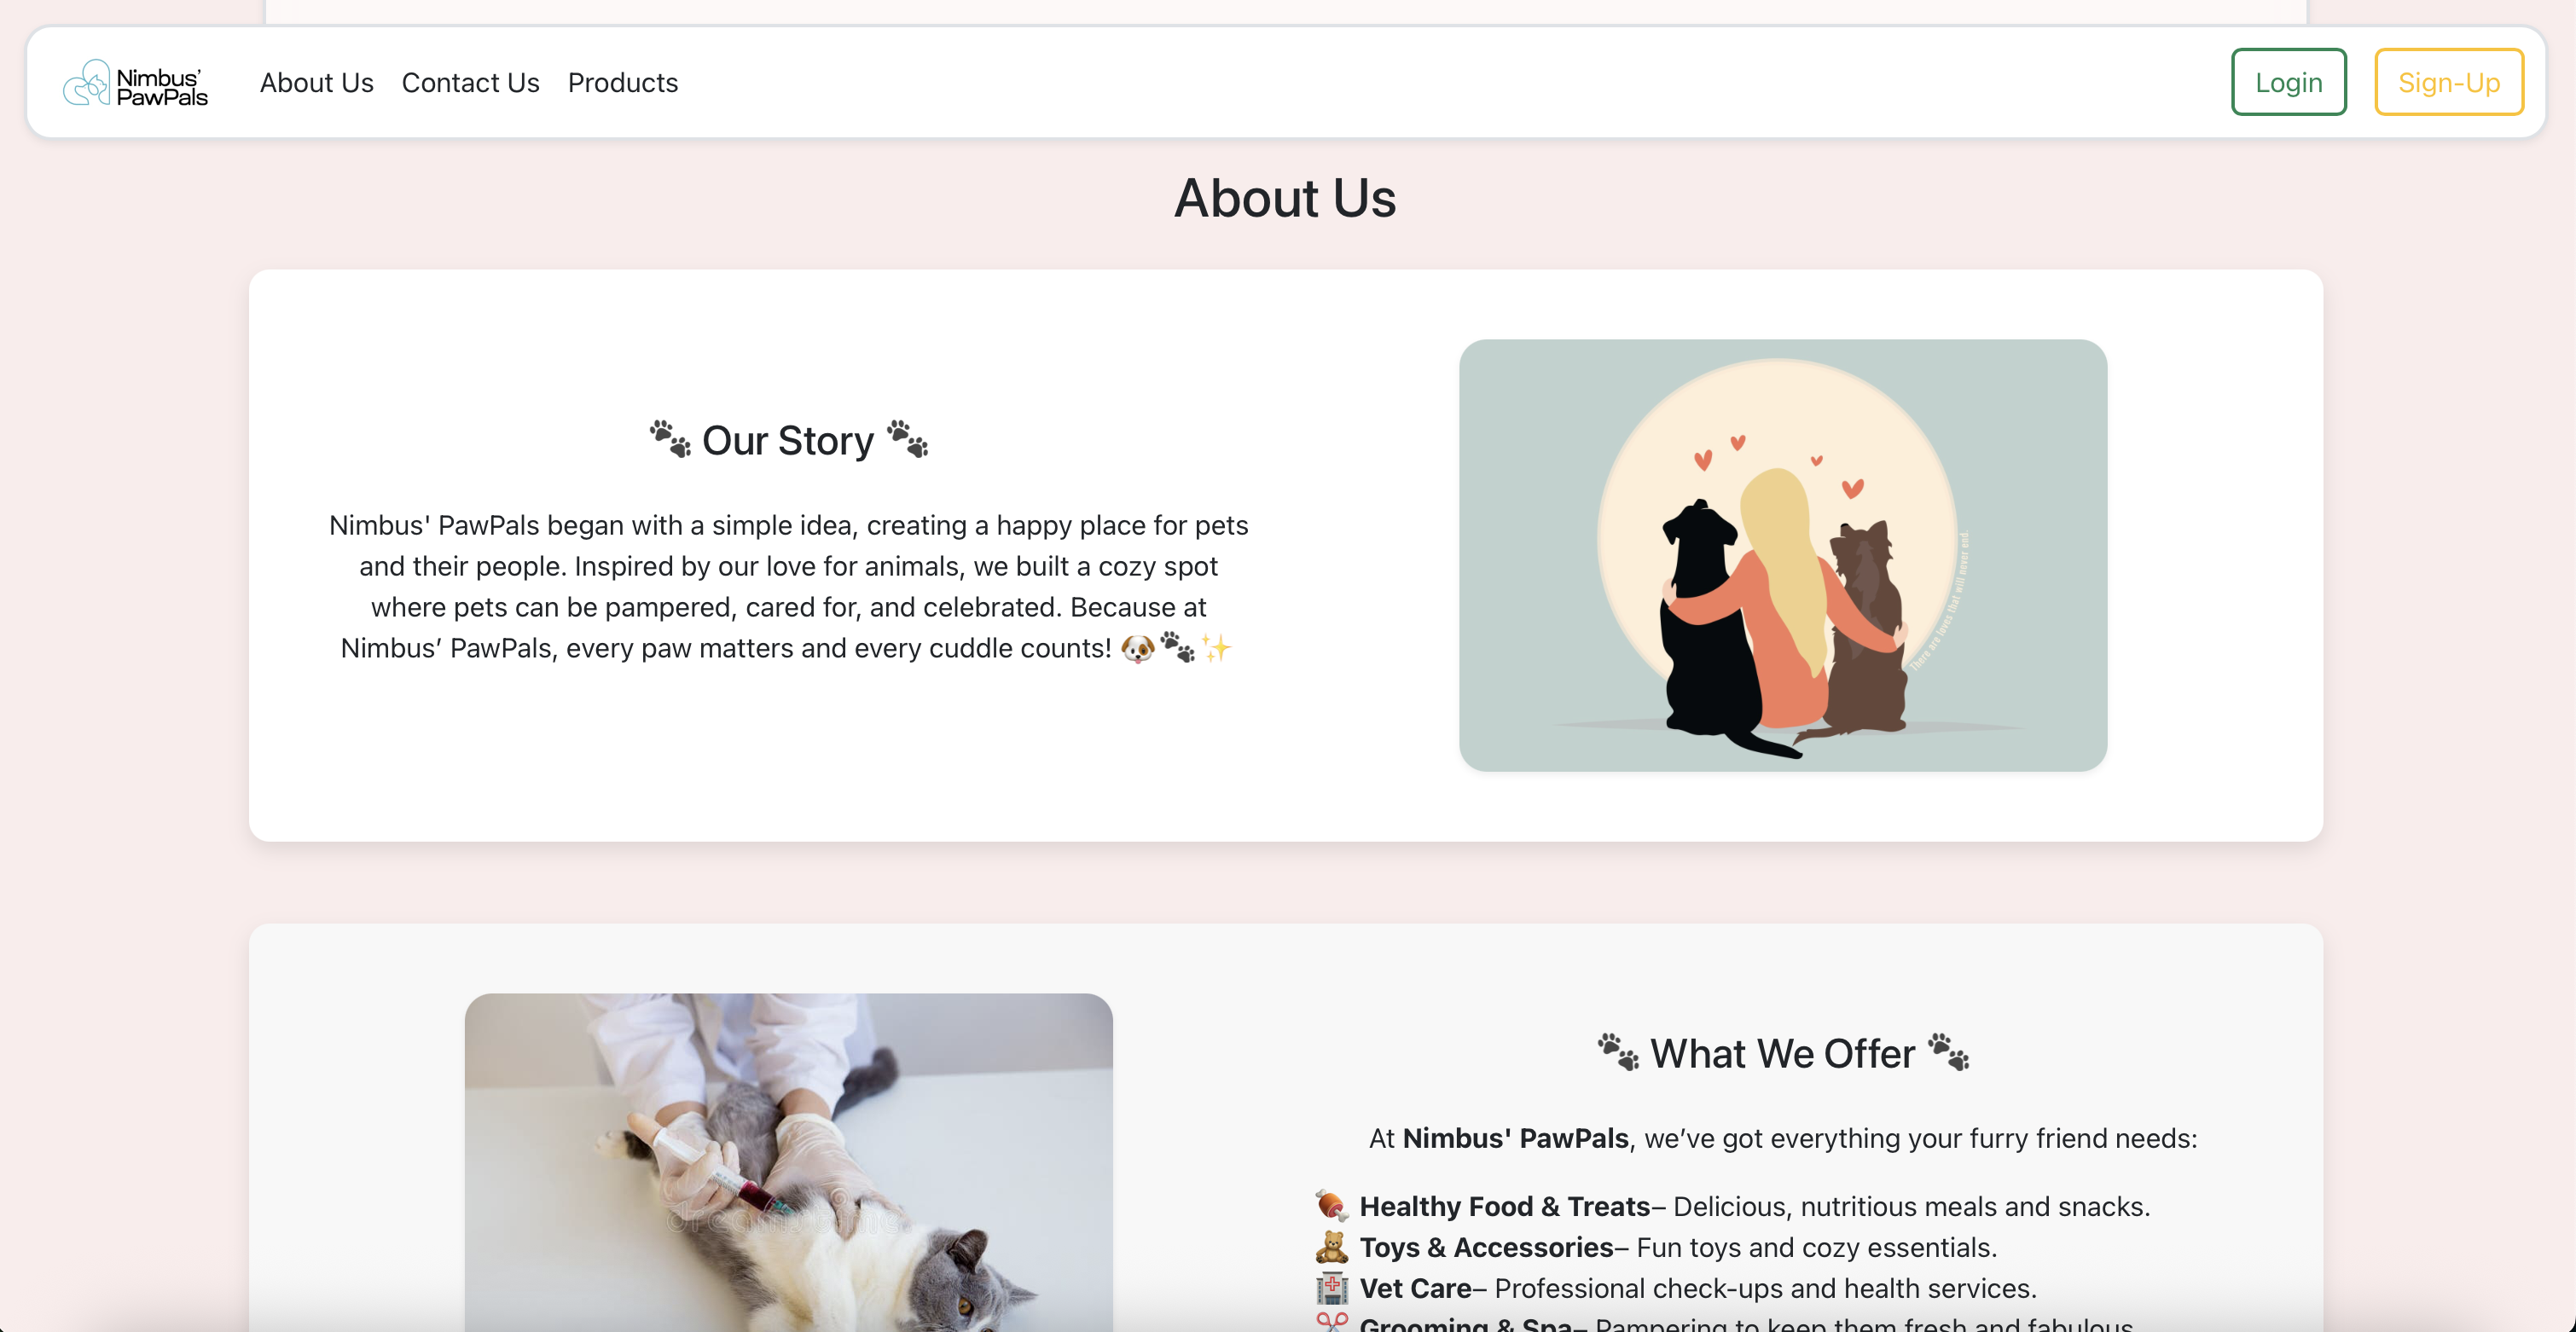 Nimbus’
PawPals
About Us
Contact Us
Products
Login
Sign-Up
About Us
🐾 Our Story 🐾
Nimbus' PawPals began with a simple idea, creating a happy place for pets
and their people. Inspired by our love for animals, we built a cozy spot
where pets can be pampered, cared for, and celebrated. Because at
Nimbus’ PawPals, every paw matters and every cuddle counts! 🐶🐾✨
There are loves that will never end.
dreamstime
🐾 What We Offer 🐾
At Nimbus' PawPals, we’ve got everything your furry friend needs:
🍖 Healthy Food & Treats– Delicious, nutritious meals and snacks.
🧸 Toys & Accessories– Fun toys and cozy essentials.
🏥 Vet Care– Professional check-ups and health services.
✂️ Grooming & Spa– Pampering to keep them fresh and fabulous